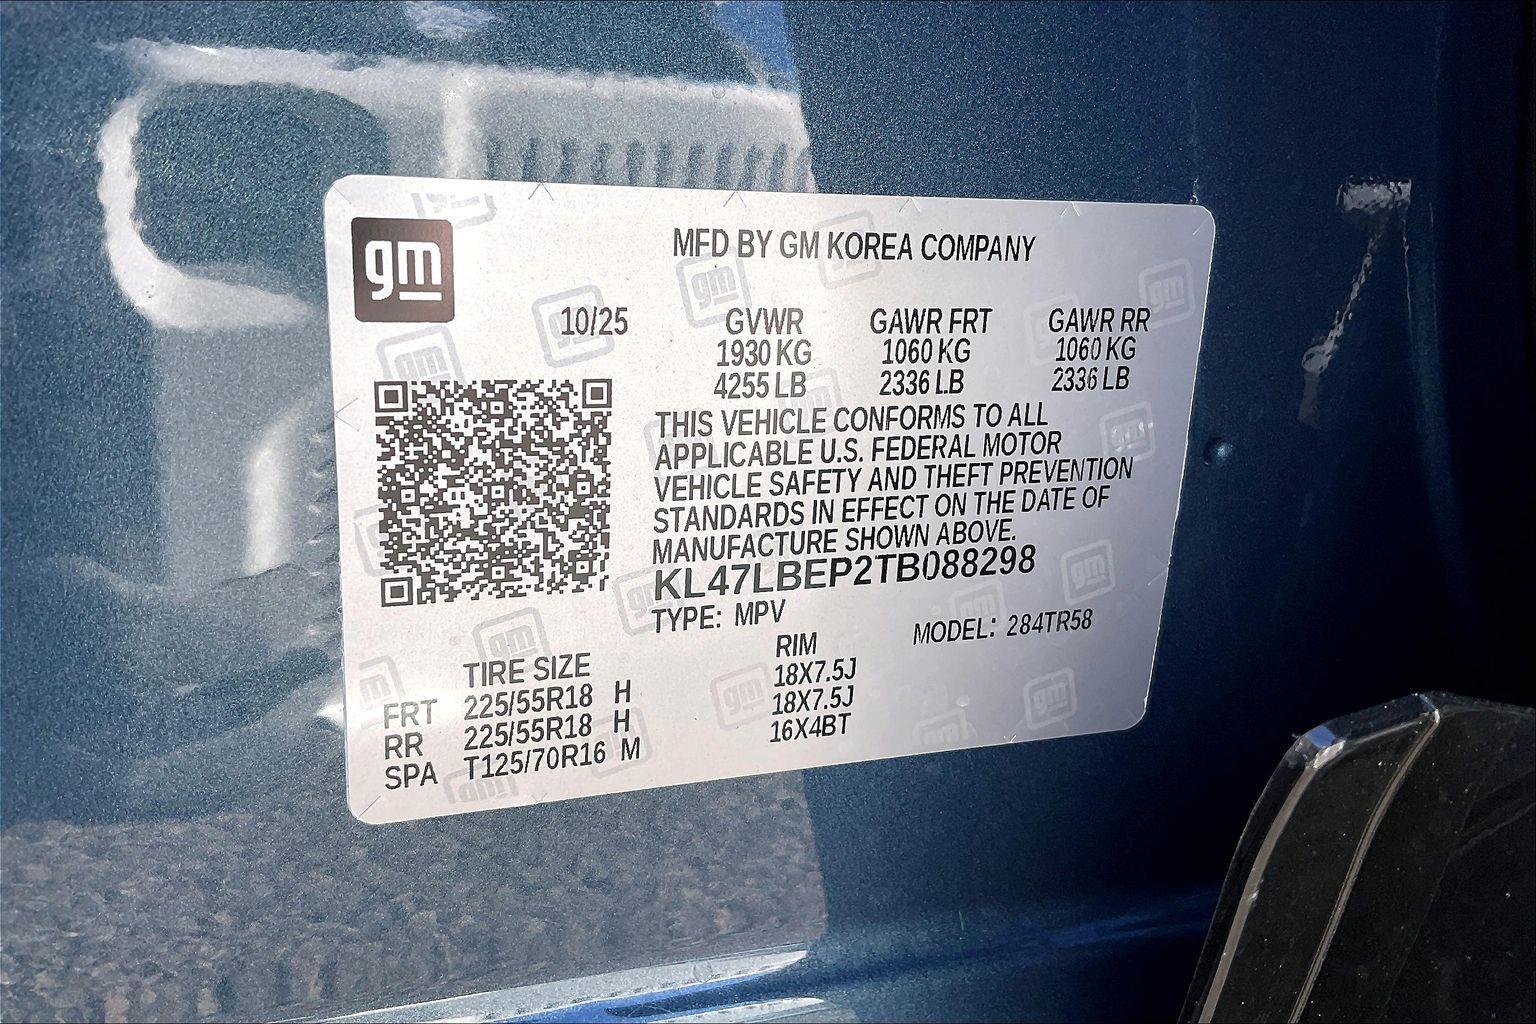 gm
MFD BY GM KOREA COMPANY
10/25 GVWR GAWR FRT GAWR RR
1930 KG 1060 KG 1060 KG
4255 LB 2336 LB 2336 LB
THIS VEHICLE CONFORMS TO ALL
APPLICABLE U.S. FEDERAL MOTOR
VEHICLE SAFETY AND THEFT PREVENTION
STANDARDS IN EFFECT ON THE DATE OF
MANUFACTURE SHOWN ABOVE.
KL47LBEP2TB088298
TYPE: MPV MODEL: 284TR58
TIRE SIZE RIM
FRT 225/55R18 H 18X7.5J
RR 225/55R18 H 18X7.5J
SPA T125/70R16 M 16X4BT